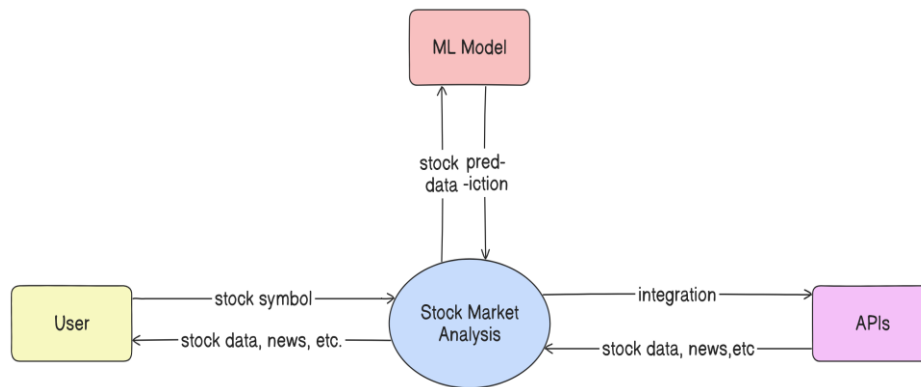 ML Model
stock
data
pred-
-iction
User
stock symbol
stock data, news, etc.
Stock Market
Analysis
integration
stock data, news,etc
APIs